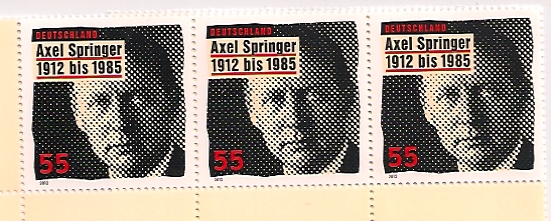 DEUTSCHLAND
Axel Springer
1912 bis 1985
55
2012
DEUTSCHLAND
Axel Springer
1912 bis 1985
55
2012
DEUTSCHLAND
Axel Springer
1912 bis 1985
55
2012